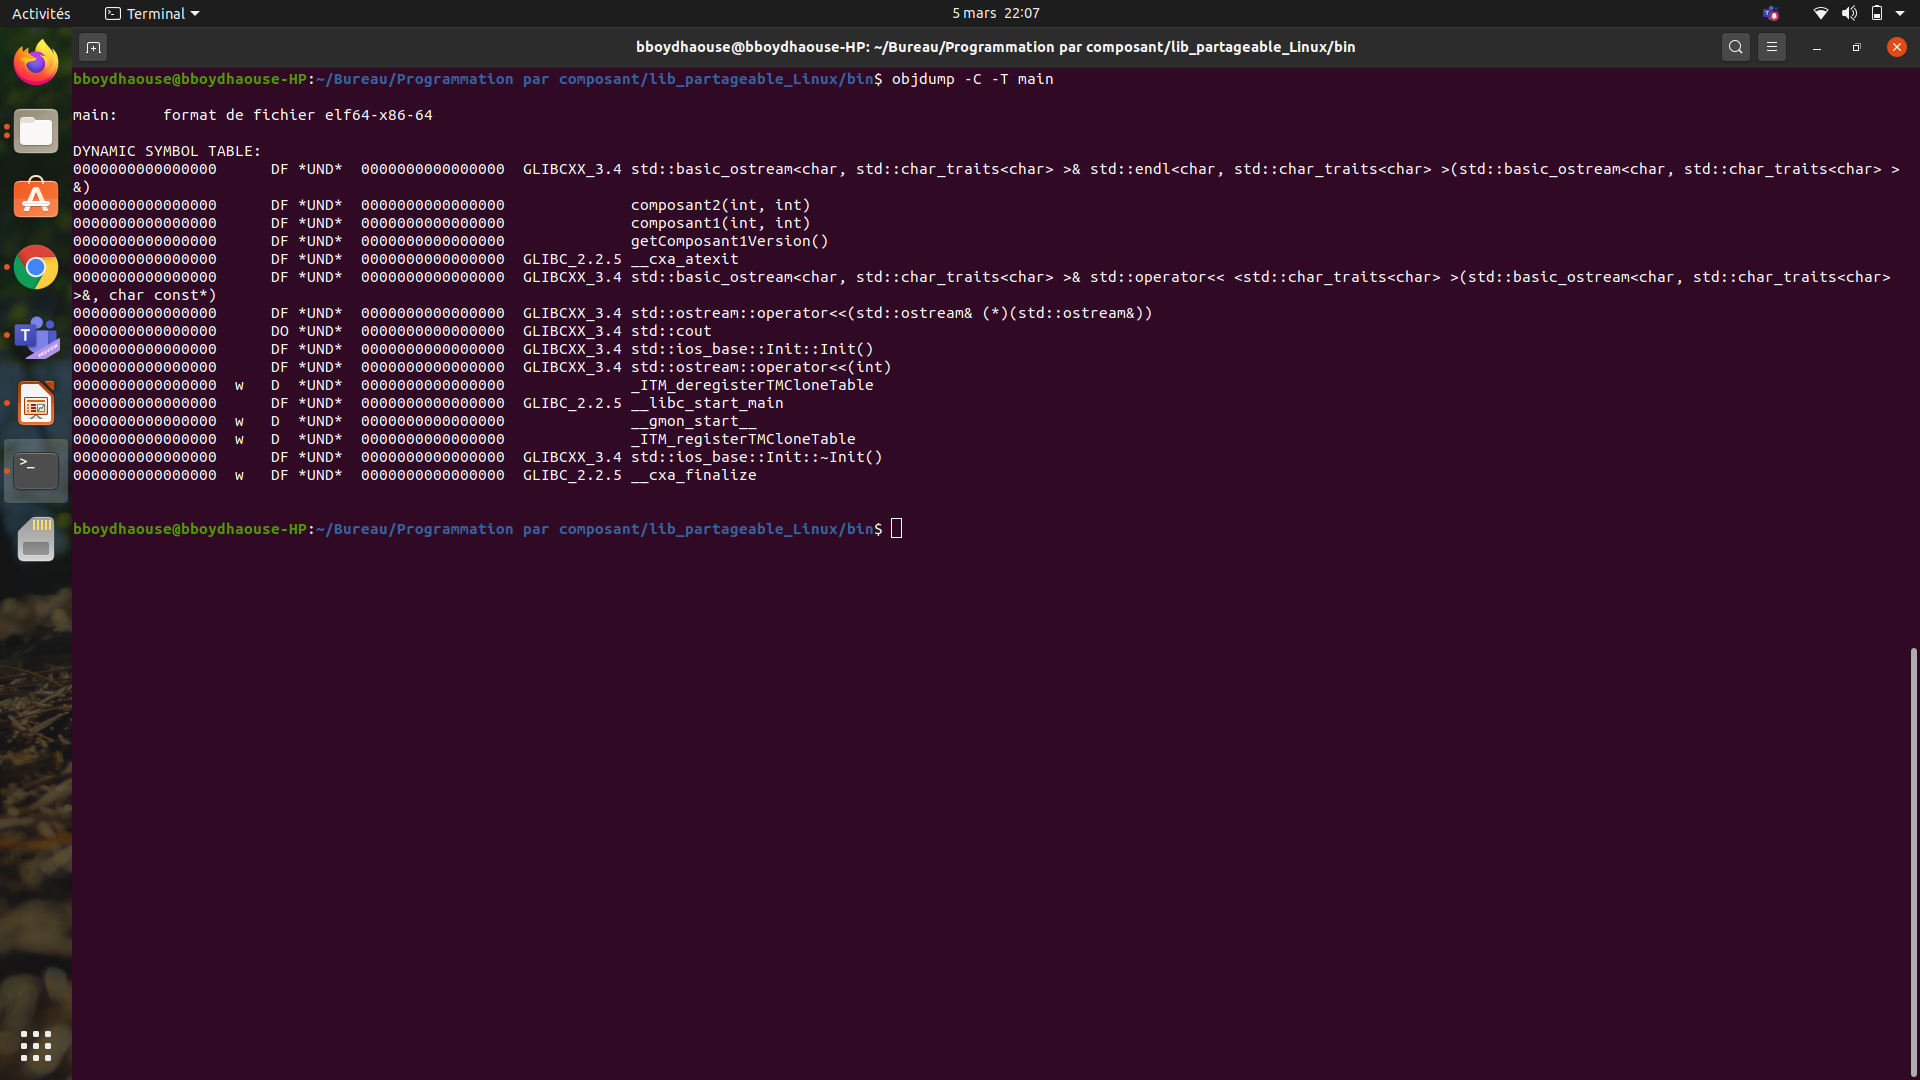 Activités Terminal 5 mars 22:07
bboydhaouse@bboydhaouse-HP: ~/Bureau/Programmation par composant/lib_partageable_Linux/bin
bboydhaouse@bboydhaouse-HP:~/Bureau/Programmation par composant/lib_partageable_Linux/bin$ objdump -C -T main
main:     format de fichier elf64-x86-64
DYNAMIC SYMBOL TABLE:
0000000000000000      DF *UND*  0000000000000000  GLIBCXX_3.4 std::basic_ostream<char, std::char_traits<char> >& std::endl<char, std::char_traits<char> >(std::basic_ostream<char, std::char_traits<char> >
&)
0000000000000000      DF *UND*  0000000000000000              composant2(int, int)
0000000000000000      DF *UND*  0000000000000000              composant1(int, int)
0000000000000000      DF *UND*  0000000000000000              getComposant1Version()
0000000000000000      DF *UND*  0000000000000000  GLIBC_2.2.5 __cxa_atexit
0000000000000000      DF *UND*  0000000000000000  GLIBCXX_3.4 std::basic_ostream<char, std::char_traits<char> >& std::operator<< <std::char_traits<char> >(std::basic_ostream<char, std::char_traits<char>
>&, char const*)
0000000000000000      DF *UND*  0000000000000000  GLIBCXX_3.4 std::ostream::operator<<(std::ostream& (*)(std::ostream&))
0000000000000000      DO *UND*  0000000000000000  GLIBCXX_3.4 std::cout
0000000000000000      DF *UND*  0000000000000000  GLIBCXX_3.4 std::ios_base::Init::Init()
0000000000000000      DF *UND*  0000000000000000  GLIBCXX_3.4 std::ostream::operator<<(int)
0000000000000000  w   D  *UND*  0000000000000000              _ITM_deregisterTMCloneTable
0000000000000000      DF *UND*  0000000000000000  GLIBC_2.2.5 __libc_start_main
0000000000000000  w   D  *UND*  0000000000000000              __gmon_start__
0000000000000000  w   D  *UND*  0000000000000000              _ITM_registerTMCloneTable
0000000000000000      DF *UND*  0000000000000000  GLIBCXX_3.4 std::ios_base::Init::~Init()
0000000000000000  w   DF *UND*  0000000000000000  GLIBC_2.2.5 __cxa_finalize
bboydhaouse@bboydhaouse-HP:~/Bureau/Programmation par composant/lib_partageable_Linux/bin$